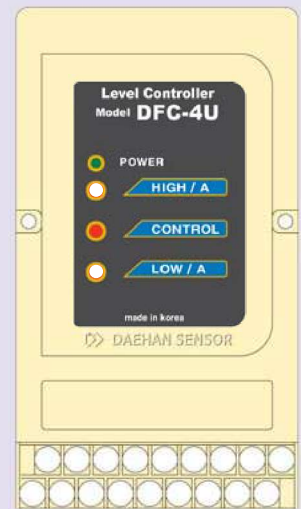 Level Controller
Model DFC-4U
POWER
HIGH / A
CONTROL
LOW / A
made in korea
DAEHAN SENSOR